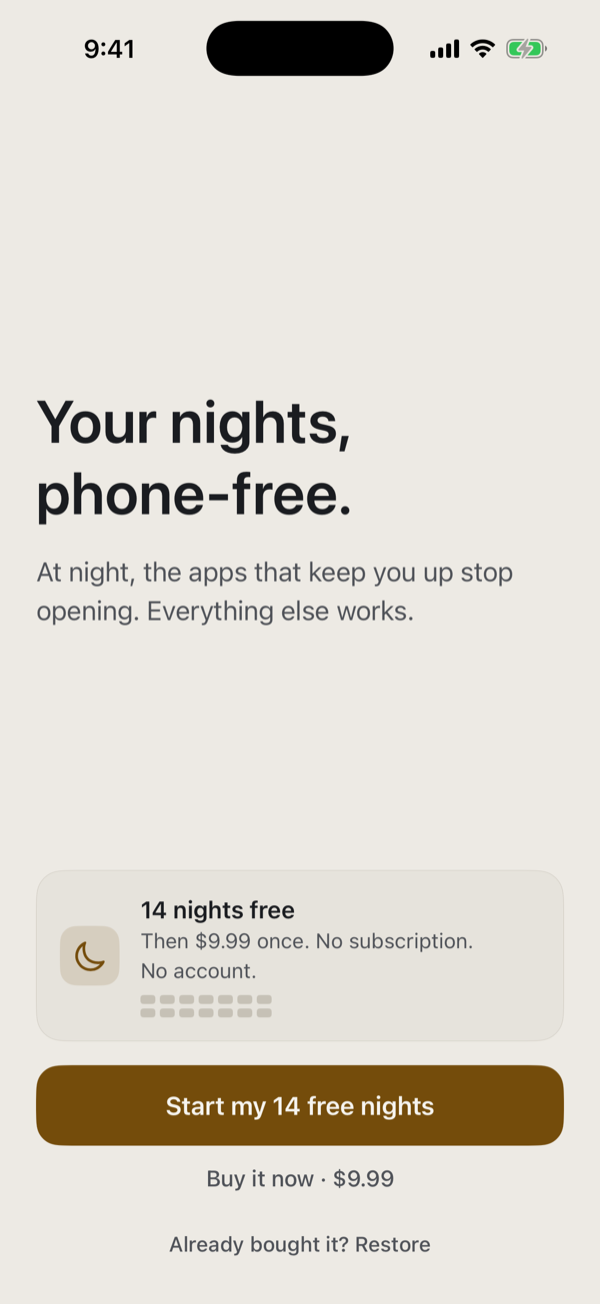 9:41
Your nights,
phone-free.
At night, the apps that keep you up stop
opening. Everything else works.
14 nights free
Then $9.99 once. No subscription.
No account.
Start my 14 free nights
Buy it now · $9.99
Already bought it? Restore